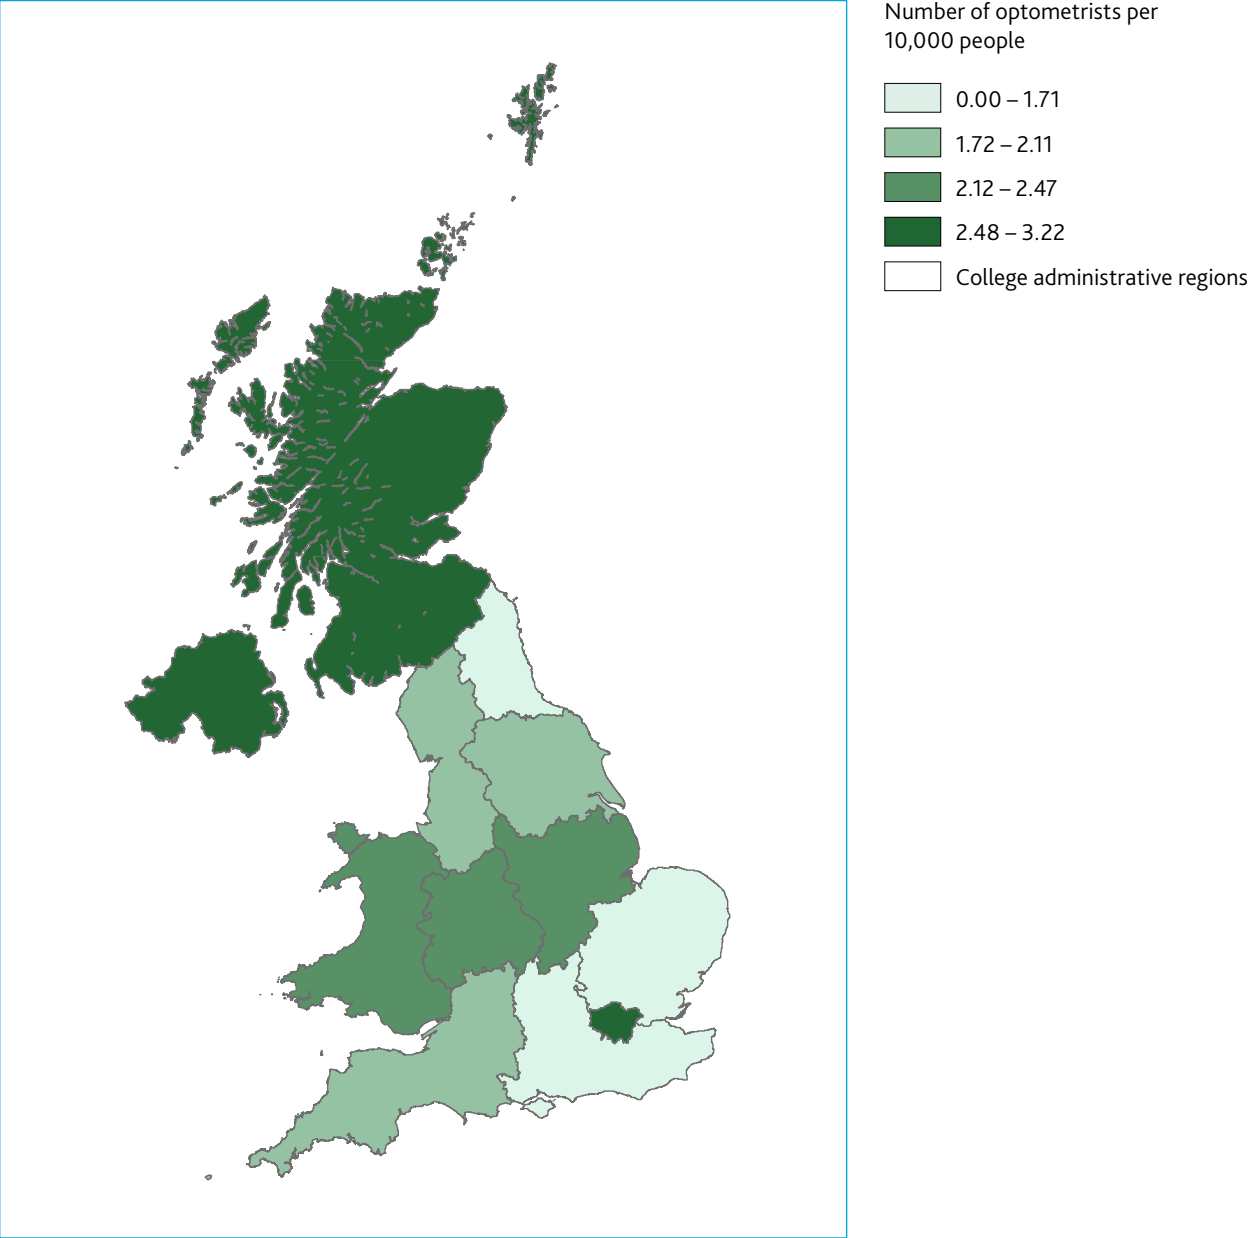 Number of optometrists per
10,000 people
0.00 – 1.71
1.72 – 2.11
2.12 – 2.47
2.48 – 3.22
College administrative regions